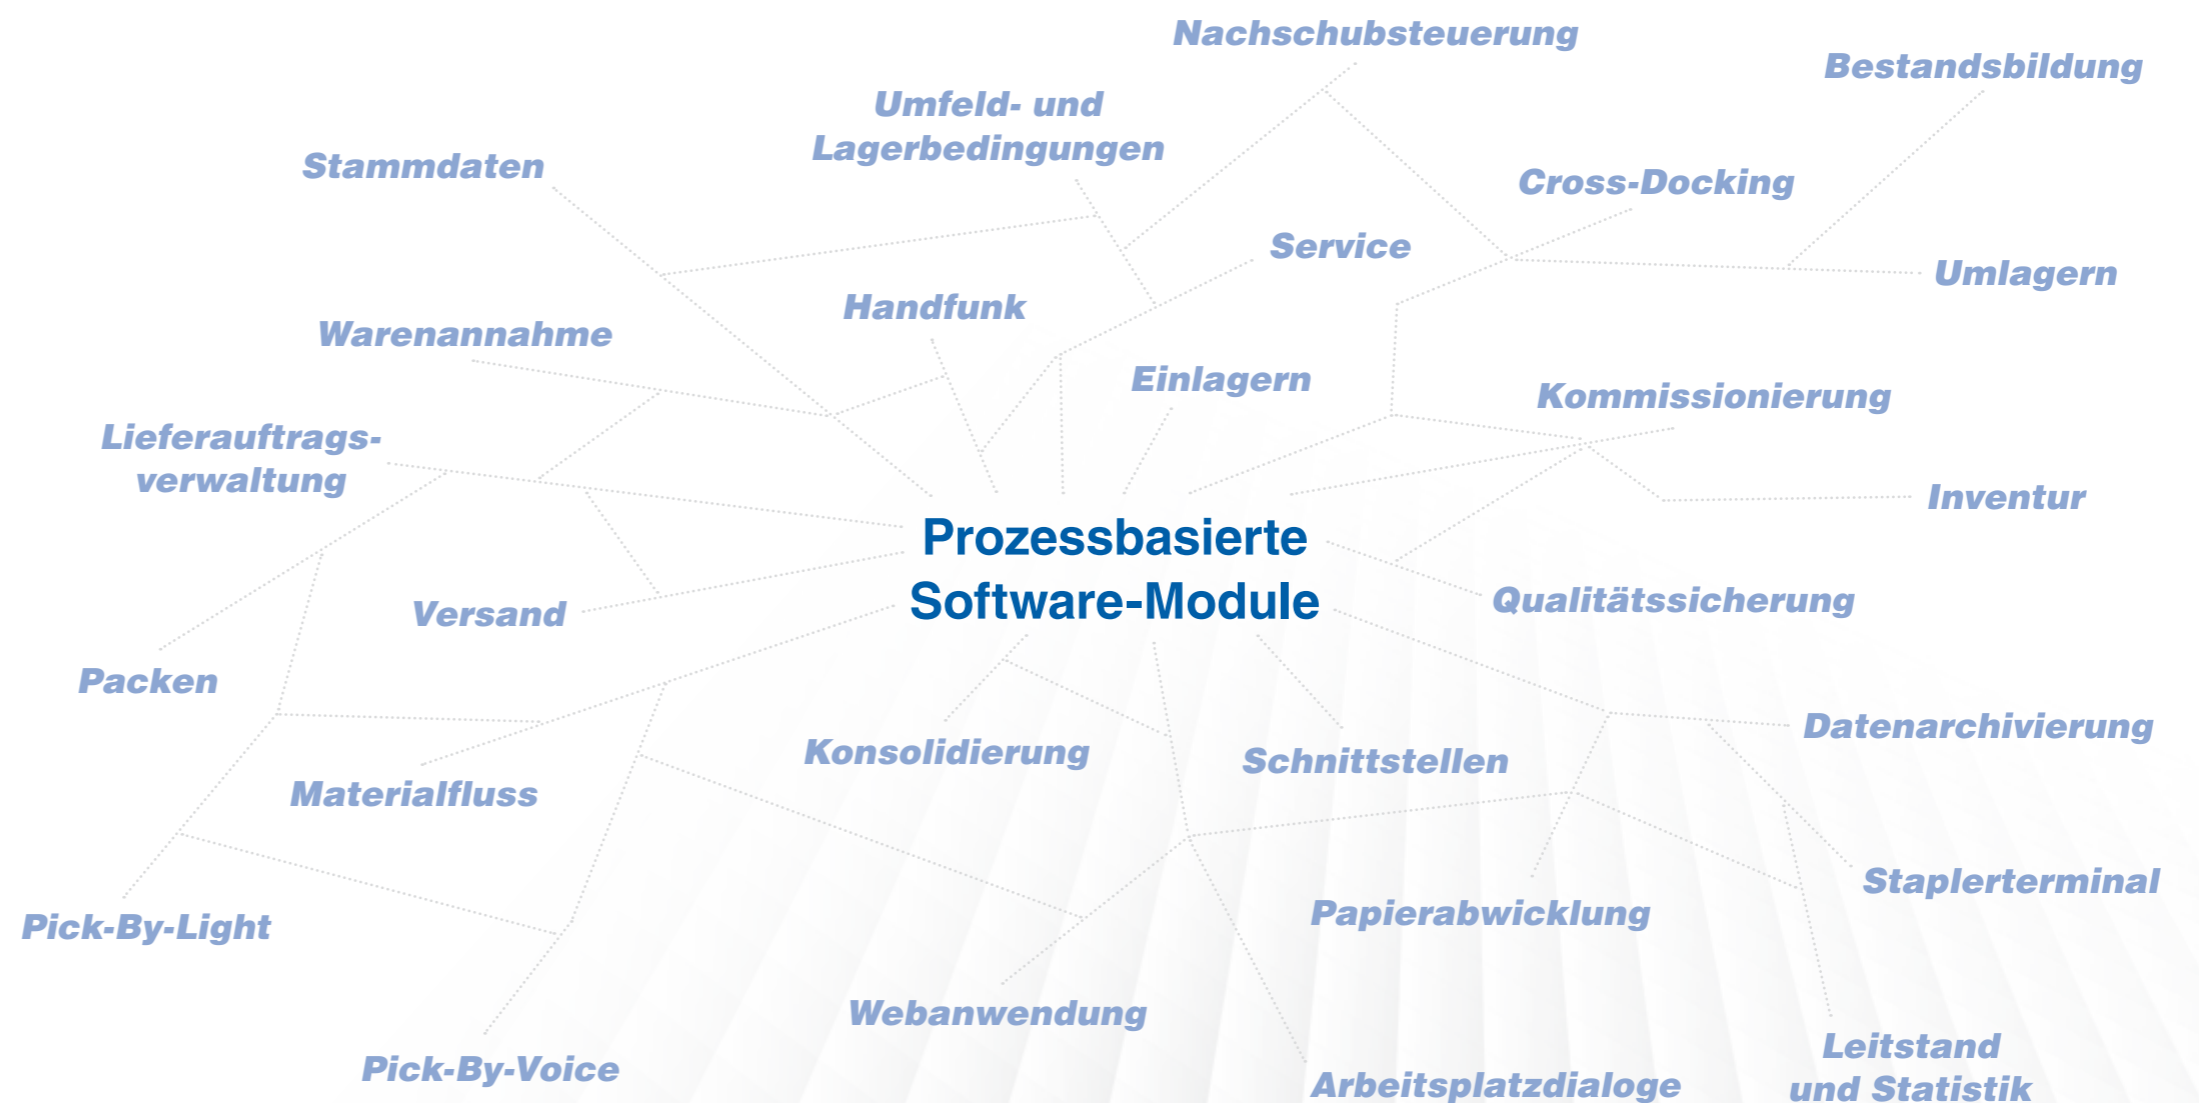 Nachschubsteuerung
Bestandsbildung
Umfeld- und
Lagerbedingungen
Stammdaten
Cross-Docking
Service
Umlagern
Handfunk
Warenannahme
Einlagern
Kommissionierung
Lieferauftrags-
verwaltung
Inventur
Prozessbasierte
Software-Module
Versand
Qualitätssicherung
Packen
Datenarchivierung
Konsolidierung
Schnittstellen
Materialfluss
Staplerterminal
Papierabwicklung
Pick-By-Light
Webanwendung
Leitstand
und Statistik
Pick-By-Voice
Arbeitsplatzdialoge